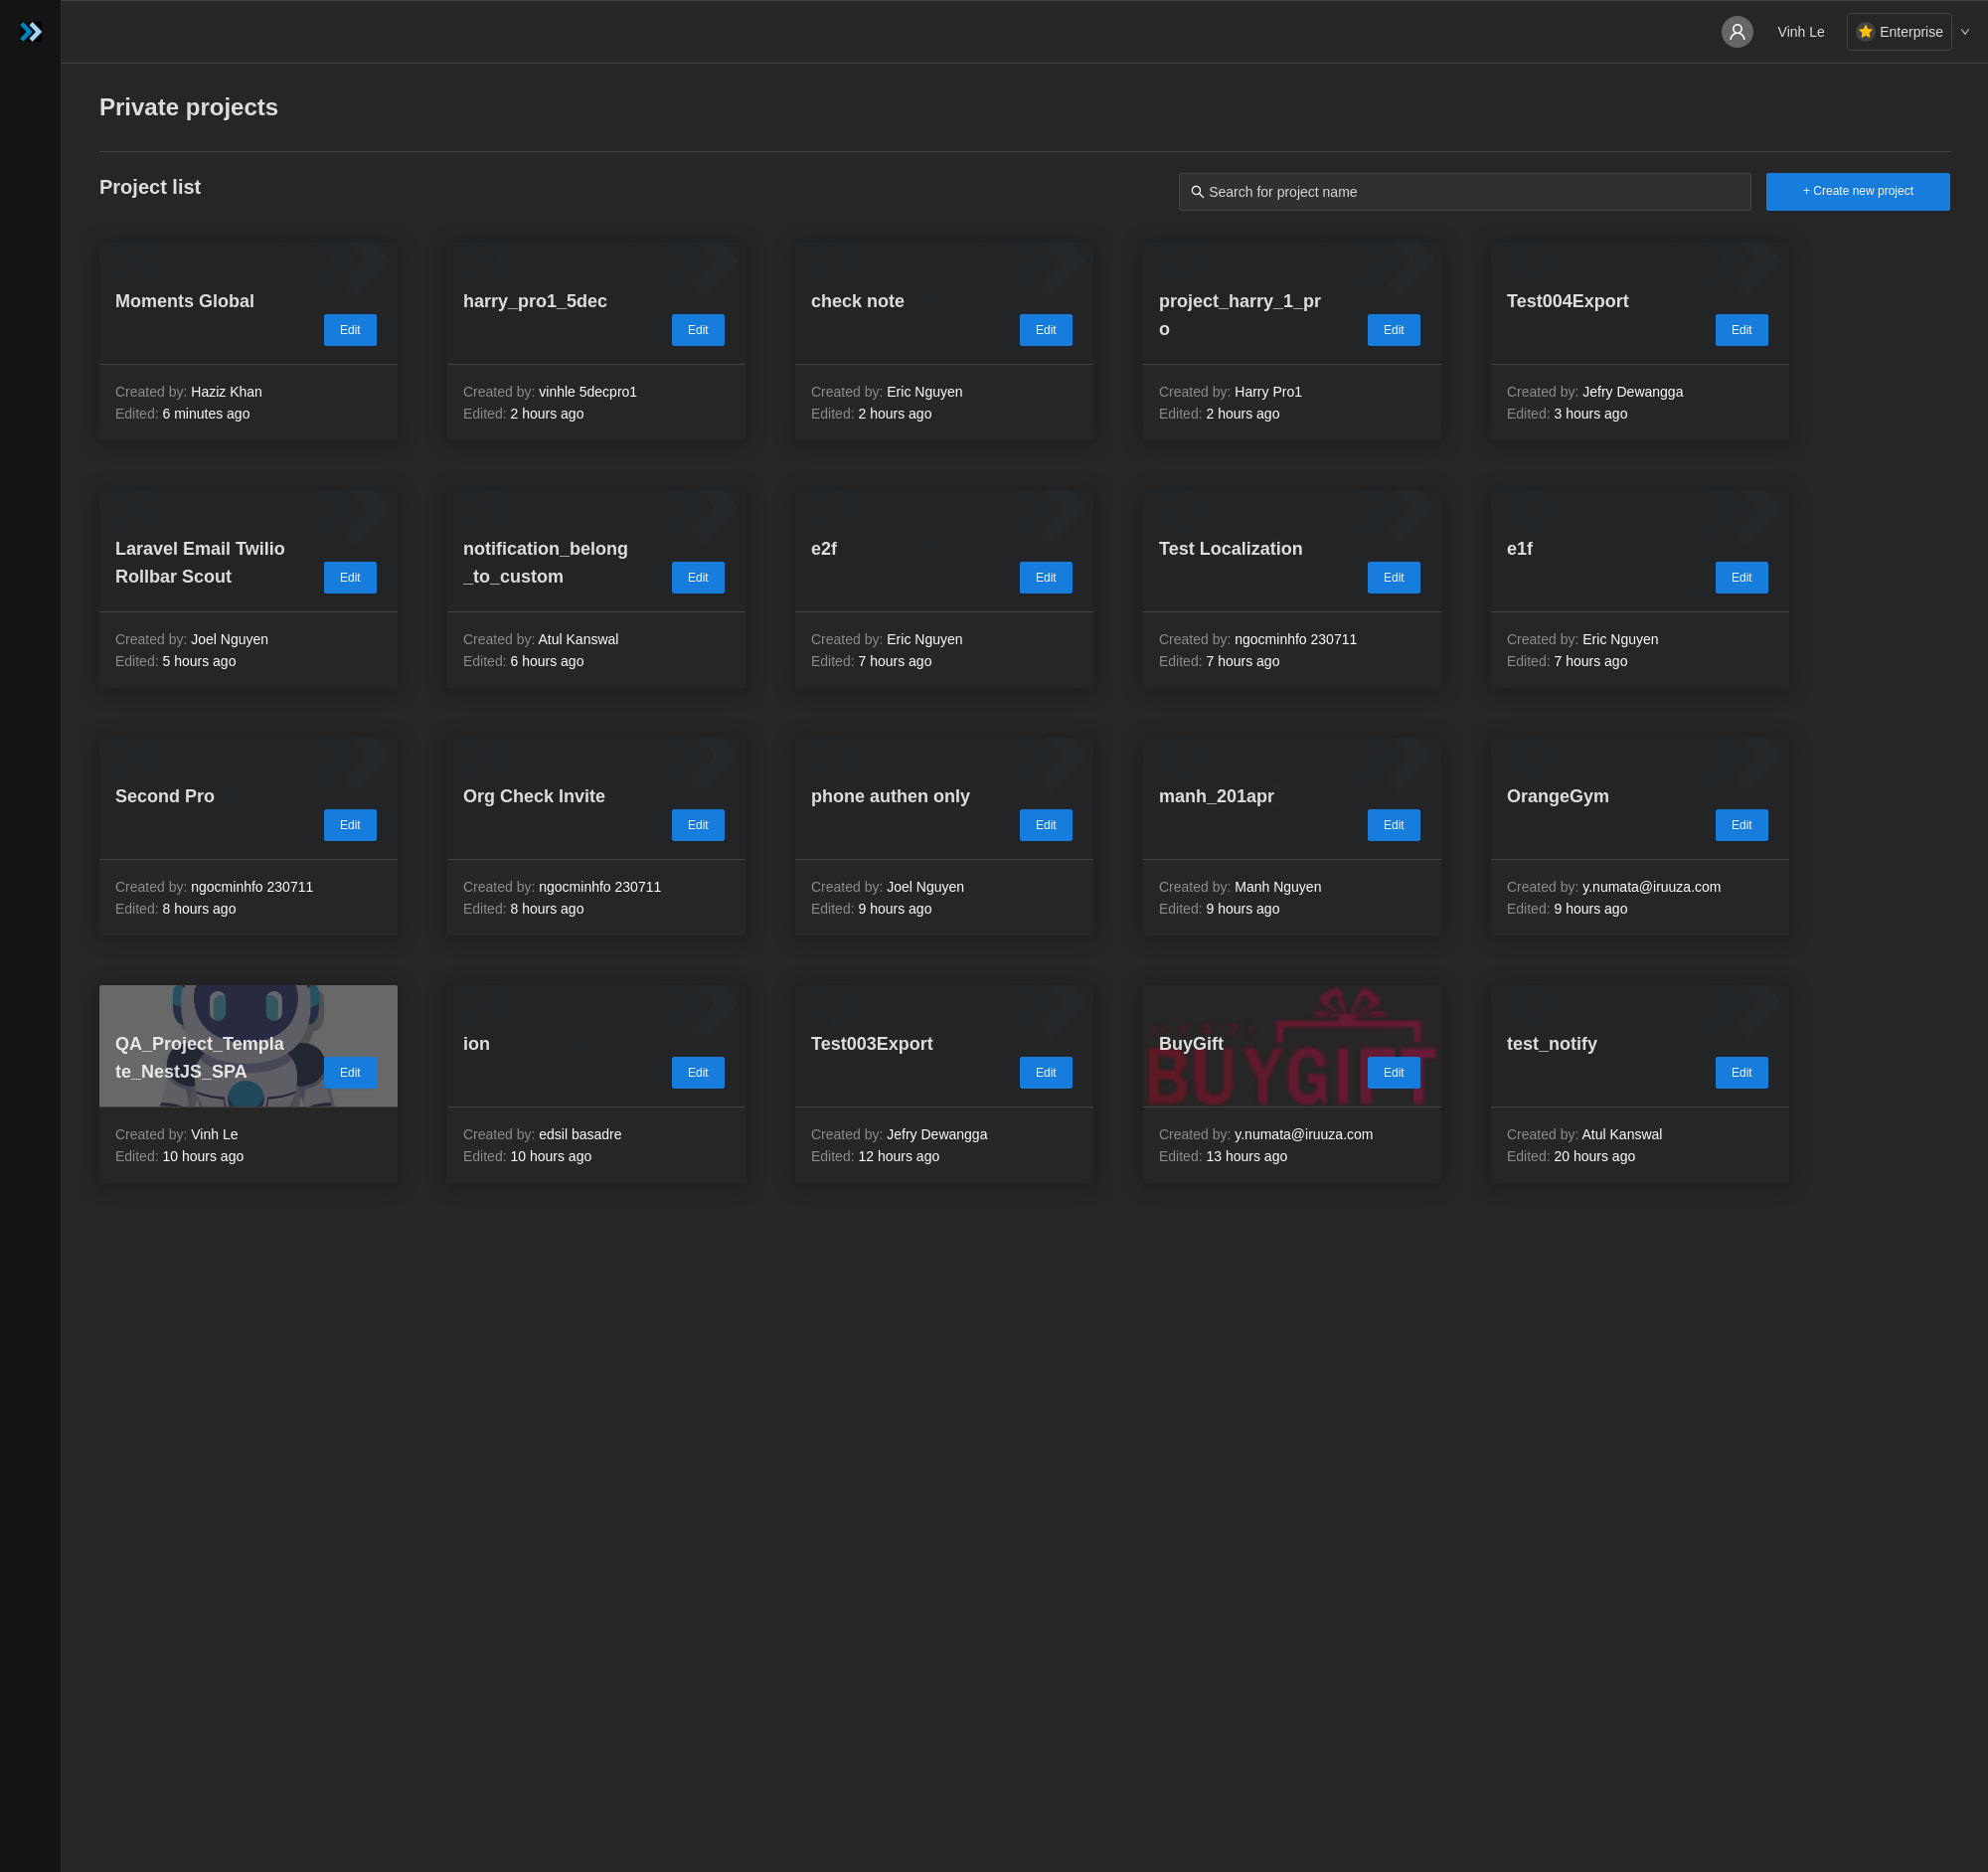 Vinh Le
Enterprise
Private projects
Project list
Search for project name
+ Create new project
Moments Global
Edit
Created by: Haziz Khan
Edited: 6 minutes ago
harry_pro1_5dec
Edit
Created by: vinhle 5decpro1
Edited: 2 hours ago
check note
Edit
Created by: Eric Nguyen
Edited: 2 hours ago
project_harry_1_pr
o
Edit
Created by: Harry Pro1
Edited: 2 hours ago
Test004Export
Edit
Created by: Jefry Dewangga
Edited: 3 hours ago
Laravel Email Twilio
Rollbar Scout
Edit
Created by: Joel Nguyen
Edited: 5 hours ago
notification_belong
_to_custom
Edit
Created by: Atul Kanswal
Edited: 6 hours ago
e2f
Edit
Created by: Eric Nguyen
Edited: 7 hours ago
Test Localization
Edit
Created by: ngocminhfo 230711
Edited: 7 hours ago
e1f
Edit
Created by: Eric Nguyen
Edited: 7 hours ago
Second Pro
Edit
Created by: ngocminhfo 230711
Edited: 8 hours ago
Org Check Invite
Edit
Created by: ngocminhfo 230711
Edited: 8 hours ago
phone authen only
Edit
Created by: Joel Nguyen
Edited: 9 hours ago
manh_201apr
Edit
Created by: Manh Nguyen
Edited: 9 hours ago
OrangeGym
Edit
Created by: y.numata@iruuza.com
Edited: 9 hours ago
QA_Project_Templa
te_NestJS_SPA
Edit
Created by: Vinh Le
Edited: 10 hours ago
ion
Edit
Created by: edsil basadre
Edited: 10 hours ago
Test003Export
Edit
Created by: Jefry Dewangga
Edited: 12 hours ago
BuyGift
BUYGIFT
Edit
Created by: y.numata@iruuza.com
Edited: 13 hours ago
test_notify
Edit
Created by: Atul Kanswal
Edited: 20 hours ago